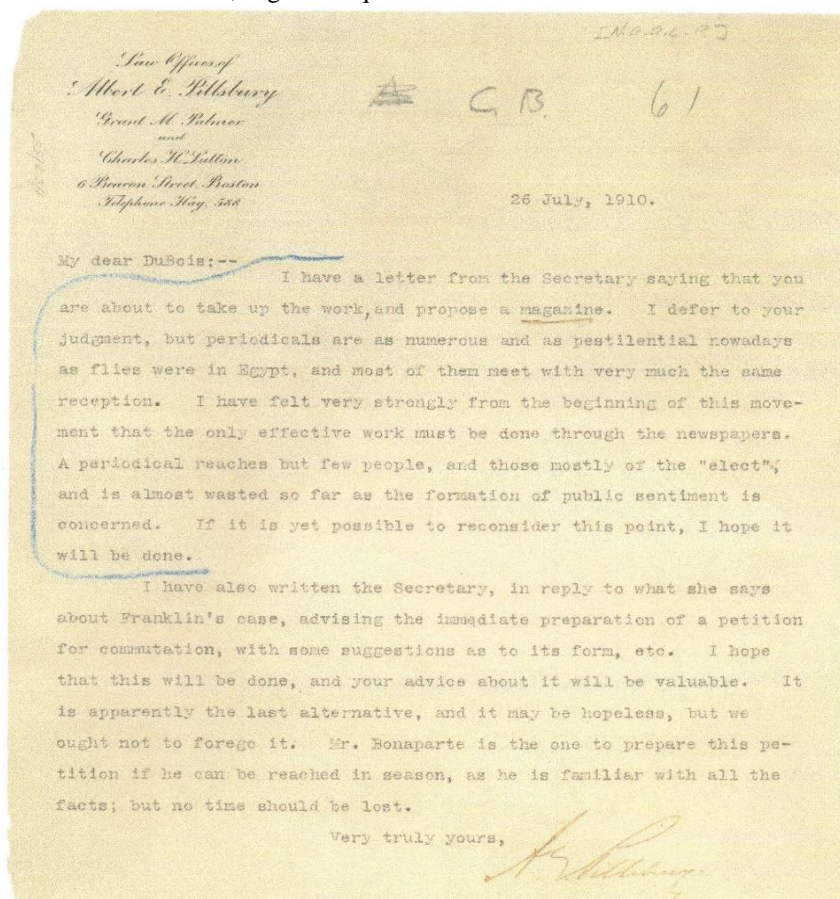 [N.A.A.C.P.]
Law Offices of
Albert E. Pillsbury
Grant M. Palmer
and
Charles H. Sutton
6 Beacon Street, Boston
Telephone Hay. 588
C B. 61
26 July, 1910.
My dear DuBois;--
I have a letter from the Secretary saying that you
are about to take up the work,and propose a magazine. I defer to your
judgment, but periodicals are as numerous and as pestilential nowadays
as flies were in Egypt, and most of them meet with very much the same
reception. I have felt very strongly from the beginning of this move-
ment that the only effective work must be done through the newspapers.
A periodical reaches but few people, and those mostly of the "elect",
and is almost wasted so far as the formation of public sentiment is
concerned. If it is yet possible to reconsider this point, I hope it
will be done.
I have also written the Secretary, in reply to what she says
about Franklin's case, advising the immediate preparation of a petition
for commutation, with some suggestions as to its form, etc. I hope
that this will be done, and your advice about it will be valuable. It
is apparently the last alternative, and it may be hopeless, but we
ought not to forego it. Mr. Bonaparte is the one to prepare this pe-
tition if he can be reached in season, as he is familiar with all the
facts; but no time should be lost.
Very truly yours,
A E Pillsbury.